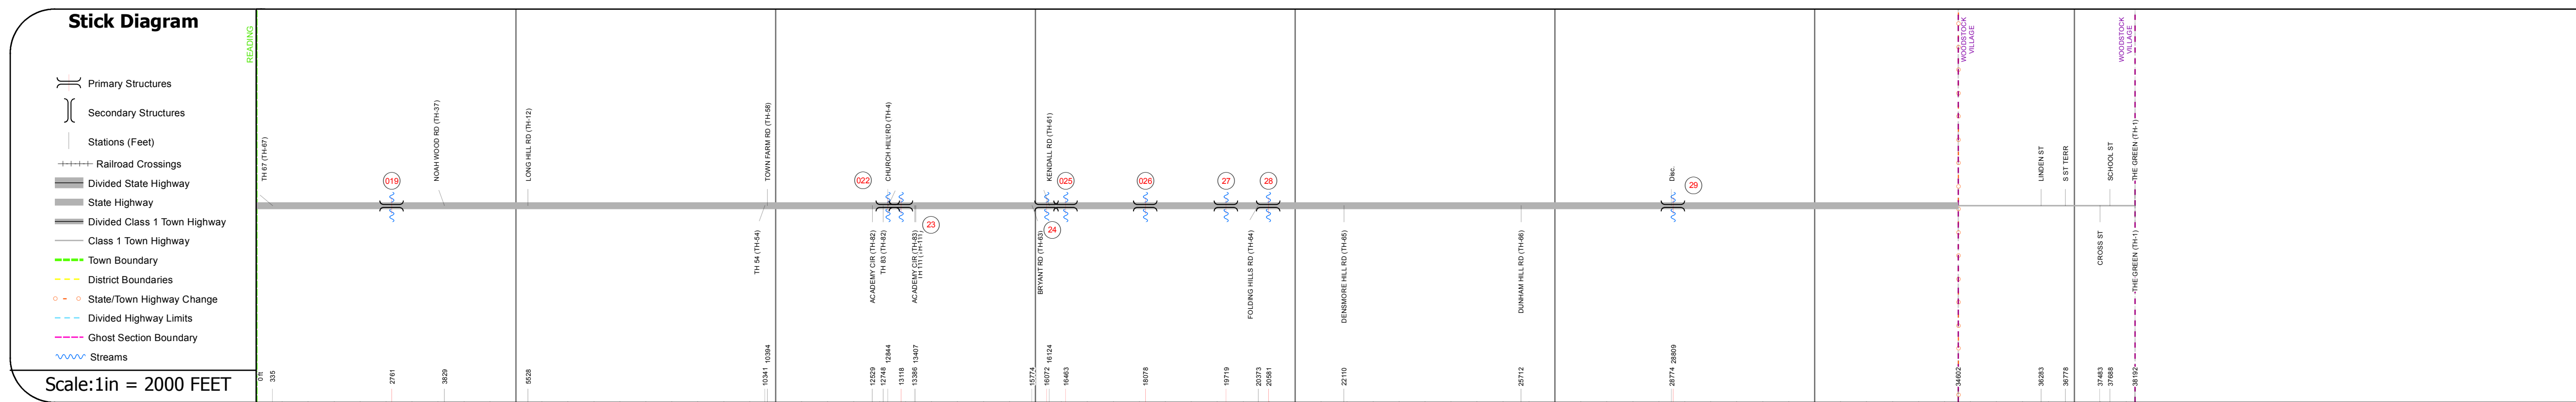 Stick Diagram
Primary Structures
Secondary Structures
Stations (Feet)
Railroad Crossings
Divided State Highway
State Highway
Divided Class 1 Town Highway
Class 1 Town Highway
Town Boundary
District Boundaries
State/Town Highway Change
Divided Highway Limits
Ghost Section Boundary
Streams
Scale:1in = 2000 FEET
READING
WOODSTOCK
VILLAGE
WOODSTOCK
VILLAGE
TH 67 (TH-67)
NOAH WOOD RD (TH-37)
LONG HILL RD (TH-12)
TOWN FARM RD (TH-58)
CHURCH HILL RD (TH-4)
KENDALL RD (TH-61)
Disc.
LINDEN ST
S ST TERR
SCHOOL ST
THE GREEN (TH-1)
019
022
025
026
27
28
29
23
24
TH 54 (TH-54)
ACADEMY CIR (TH-82)
TH 83 (TH-82)
ACADEMY CIR (TH-83)
TH 111 (TH-111)
BRYANT RD (TH-63)
FOLDING HILLS RD (TH-64)
DENSMORE HILL RD (TH-65)
DUNHAM HILL RD (TH-66)
CROSS ST
THE GREEN (TH-1)
0 ft
335
2761
3829
5528
10341
10394
12529
12748
12844
13118
13386
13407
15774
16072
16124
16463
18078
19719
20373
20581
22110
25712
28774
28809
34602
36283
36778
37483
37688
38192